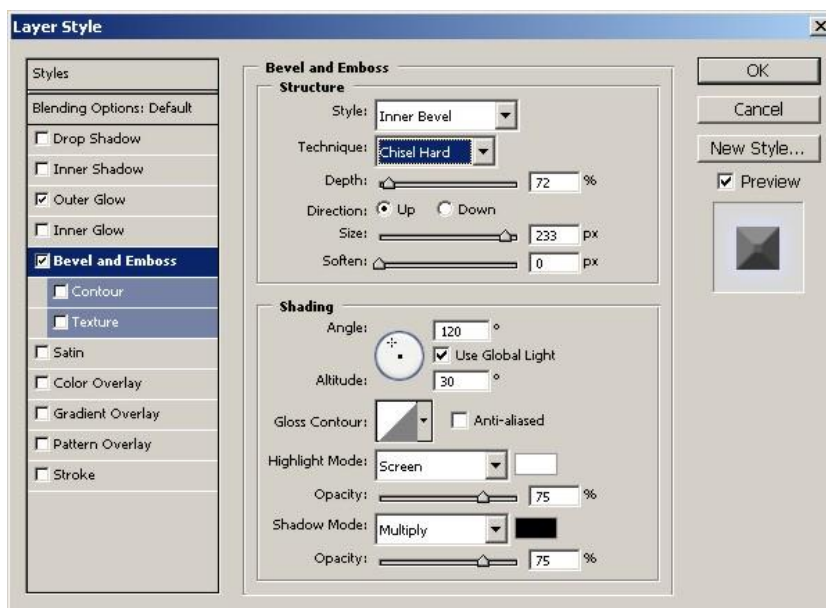 Layer Style
Styles
Blending Options: Default
Drop Shadow
Inner Shadow
Outer Glow
Inner Glow
Bevel and Emboss
Contour
Texture
Satin
Color Overlay
Gradient Overlay
Pattern Overlay
Stroke
Bevel and Emboss
Structure
Style: Inner Bevel
Technique: Chisel Hard
Depth: 72 %
Direction: Up Down
Size: 233 px
Soften: 0 px
Shading
Angle: 120 °
Use Global Light
Altitude: 30 °
Gloss Contour: Anti-aliased
Highlight Mode: Screen
Opacity: 75 %
Shadow Mode: Multiply
Opacity: 75 %
OK
Cancel
New Style...
Preview